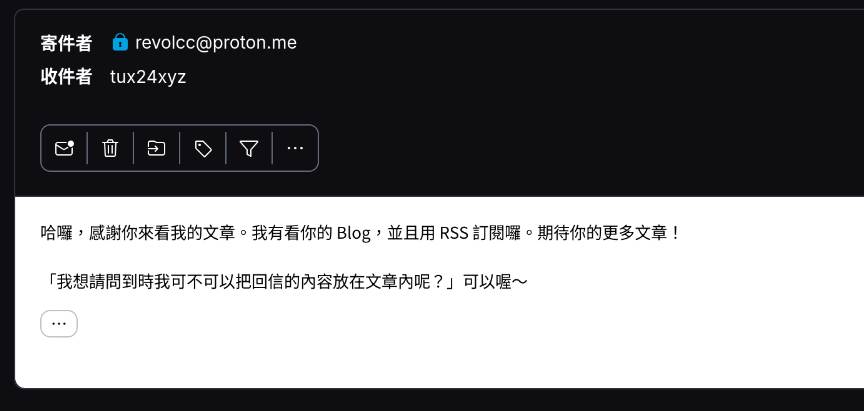 寄件者 revolcc@proton.me
收件者 tux24xyz
哈囉，感謝你來看我的文章。我有看你的 Blog，並且用 RSS 訂閱囉。期待你的更多文章！
「我想請問到時我可不可以把回信的內容放在文章內呢？」可以喔～